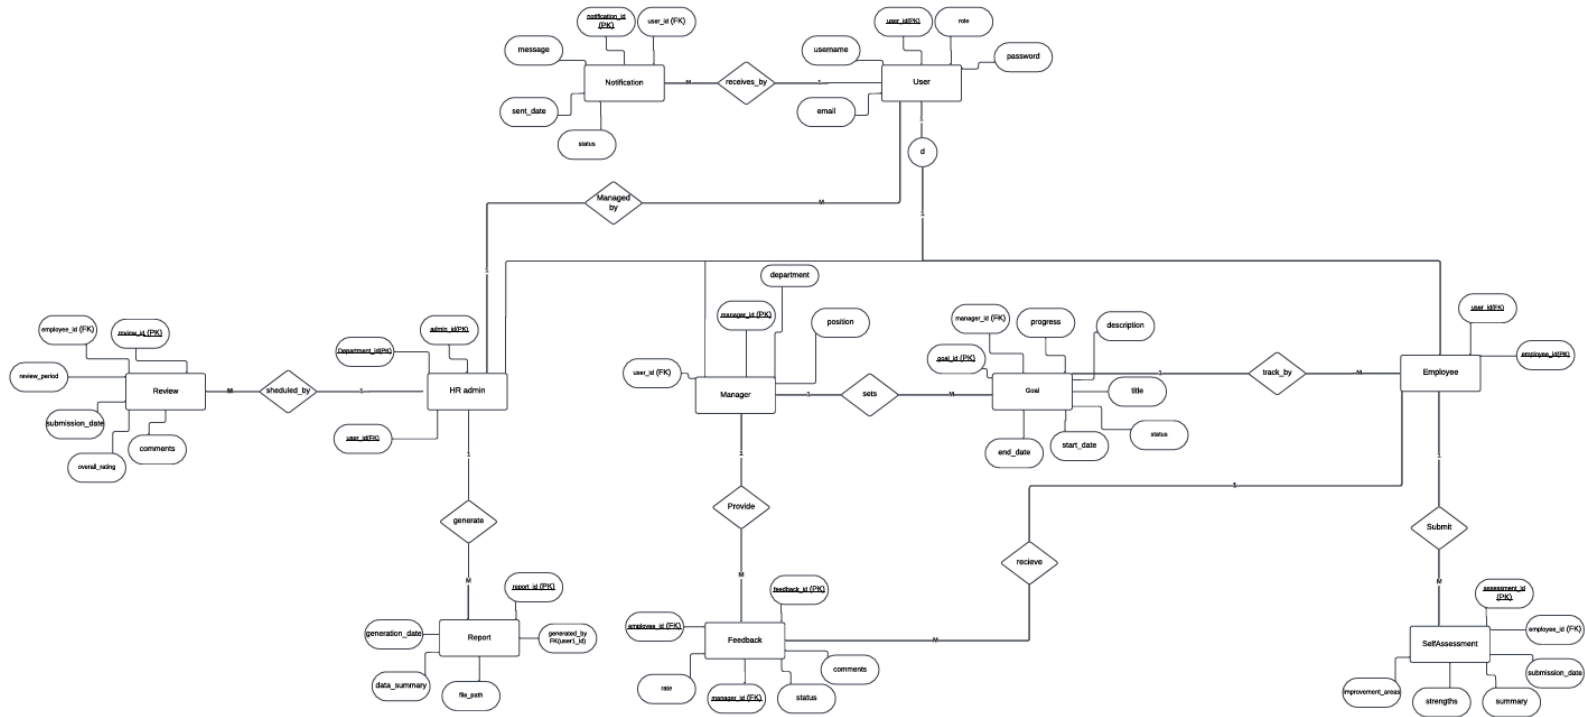 notification_id
(PK)
user_id (FK)
user_id(PK)
role
message
username
password
Notification
M
receives_by
1
User
sent_date
email
status
1
d
Managed
by
M
1
1
department
employee_id (FK)
review_id (PK)
admin_id(PK)
manager_id (PK)
position
manager_id (FK)
progress
description
user_id(FK)
Department_id(PK)
goal_id (PK)
employee_id(PK)
review_period
user_id (FK)
track_by
1
M
Employee
Review
M
sheduled_by
1
HR admin
Manager
1
sets
M
Goal
title
submission_date
comments
user_id(FK)
end_date
start_date
status
overall_rating
1
1
1
1
generate
Provide
recieve
Submit
M
M
M
report_id (PK)
feedback_id (PK)
assessment_id
(PK)
generation_date
Report
generated_by
FK(user1_id)
employee_id (FK)
Feedback
M
employee_id (FK)
SelfAssessment
data_summary
file_path
rate
manager_id (FK)
status
comments
submission_date
improvement_areas
strengths
summary